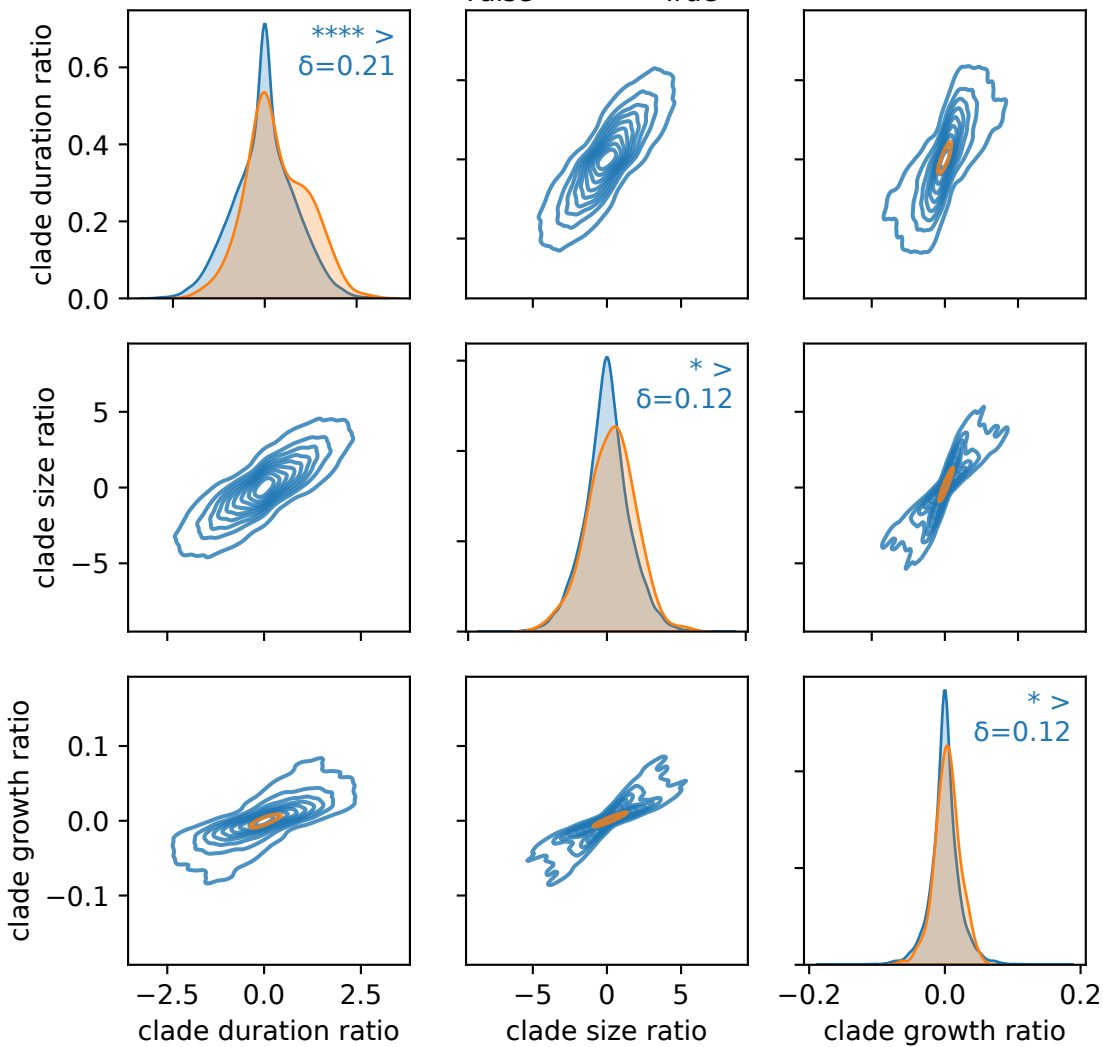 **** >
δ=0.21
clade duration ratio
0.6
0.4
0.2
0.0
* >
δ=0.12
clade size ratio
5
0
−5
* >
δ=0.12
clade growth ratio
0.1
0.0
−0.1
−2.5 0.0 2.5
−5 0 5
−0.2 0.0 0.2
clade duration ratio
clade size ratio
clade growth ratio